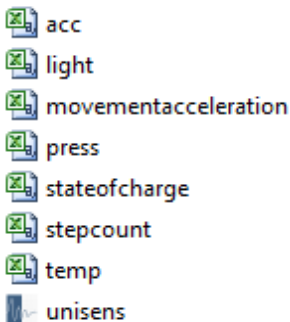 acc
light
movementacceleration
press
stateofcharge
stepcount
temp
unisens